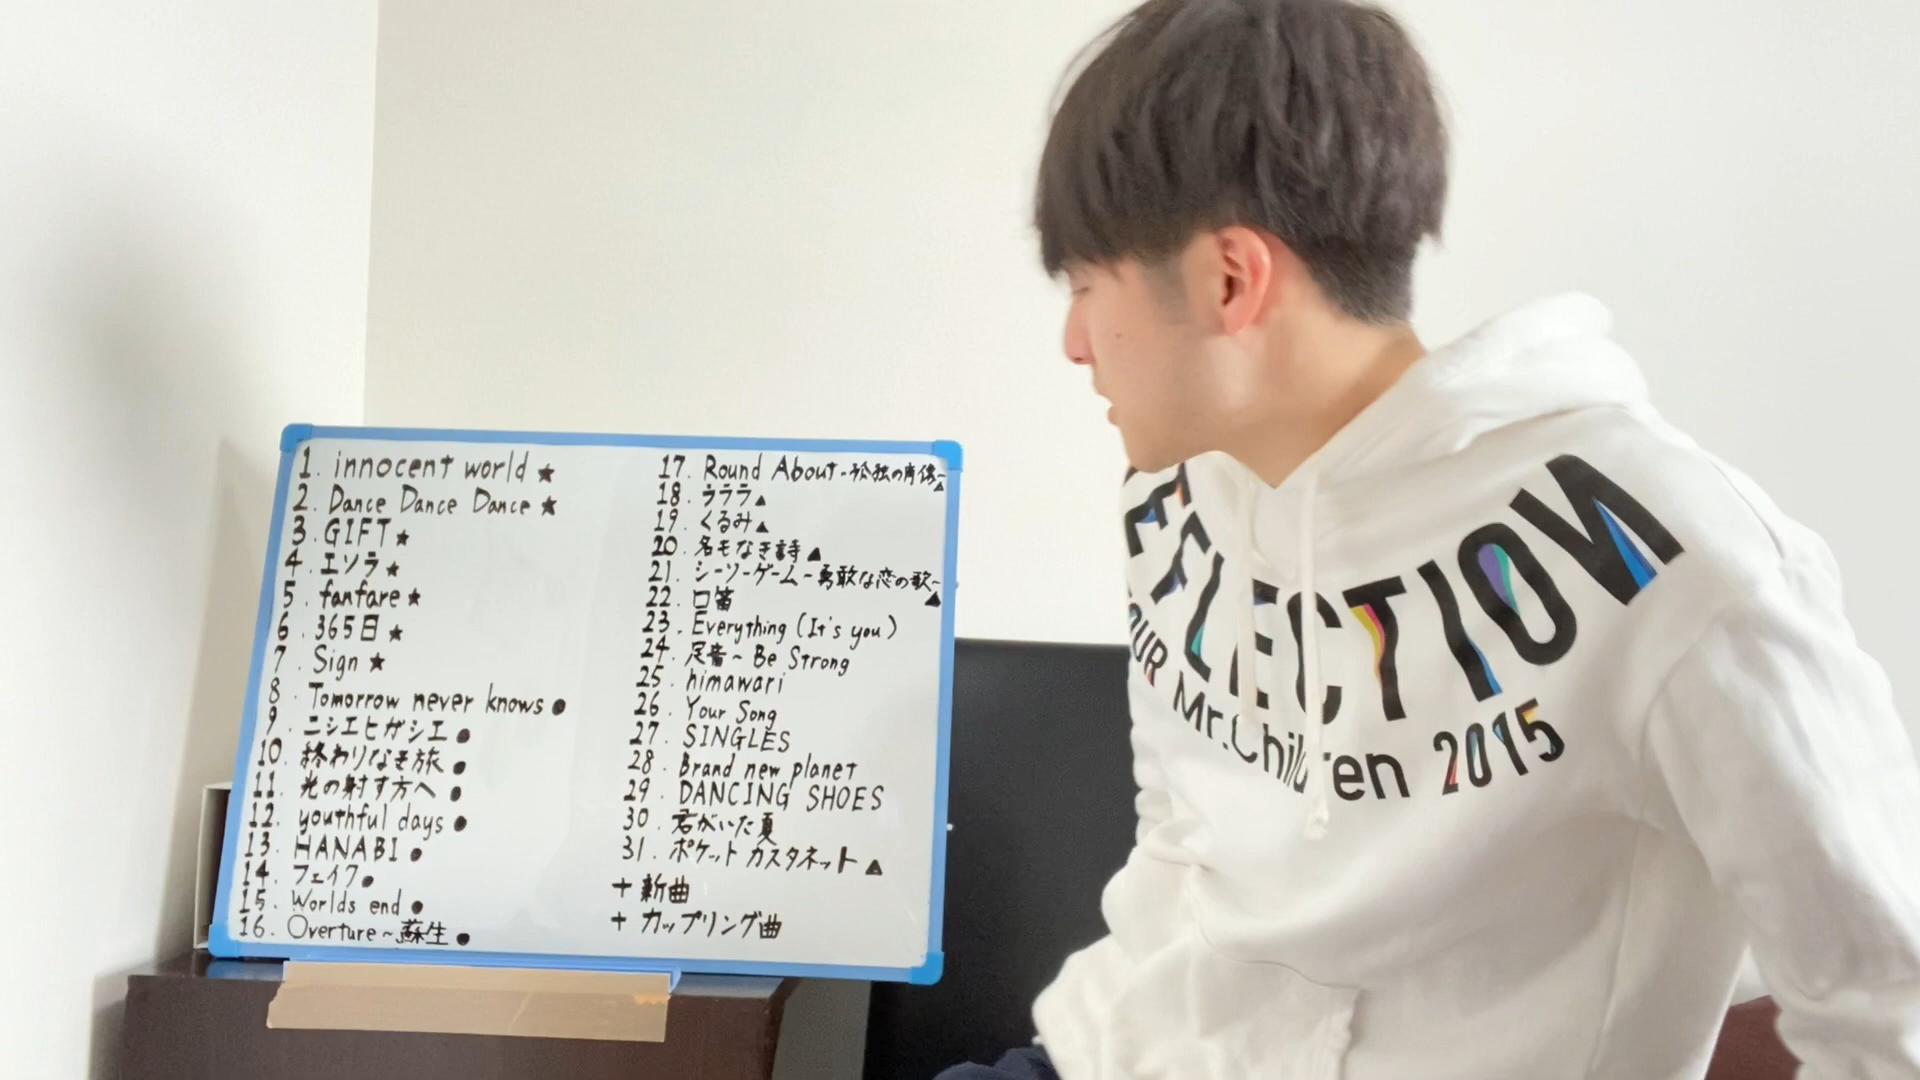 1. innocent world ★
2. Dance Dance Dance ★
3. GIFT ★
4. エソラ ★
5. fanfare ★
6. 365日 ★
7. Sign ★
8. Tomorrow never knows ●
9. ニシエヒガシエ ●
10. 終わりなき旅 ●
11. 光の射す方へ ●
12. youthful days ●
13. HANABI ●
14. フェイク ●
15. Worlds end ●
16. Overture~蘇生 ●
17. Round About-孤独の肖像~ ▲
18. ラララ ▲
19. くるみ ▲
20. 名もなき詩 ▲
21. シーソーゲーム-勇敢な恋の歌~ ▲
22. 口笛
23. Everything (It's you)
24. 足音~Be Strong
25. himawari
26. Your Song
27. SINGLES
28. Brand new planet
29. DANCING SHOES
30. 君がいた夏
31. ポケット カスタネット ▲
+ 新曲
+ カップリング曲
EFLECTION
OUR Mr.Children 2015